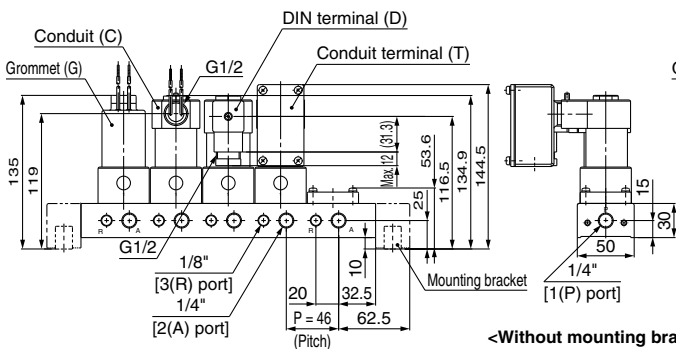 DIN terminal (D)
Conduit (C)
G1/2
Conduit terminal (T)
Grommet (G)
135
119
Max.12
(31.3)
53.6
116.5
134.9
144.5
25
10
R
A
R
A
G1/2
1/8"
[3(R) port]
1/4"
[2(A) port]
20
32.5
P = 46
(Pitch)
62.5
Mounting bracket
P
15
30
50
1/4"
[1(P) port]
<Without mounting bra